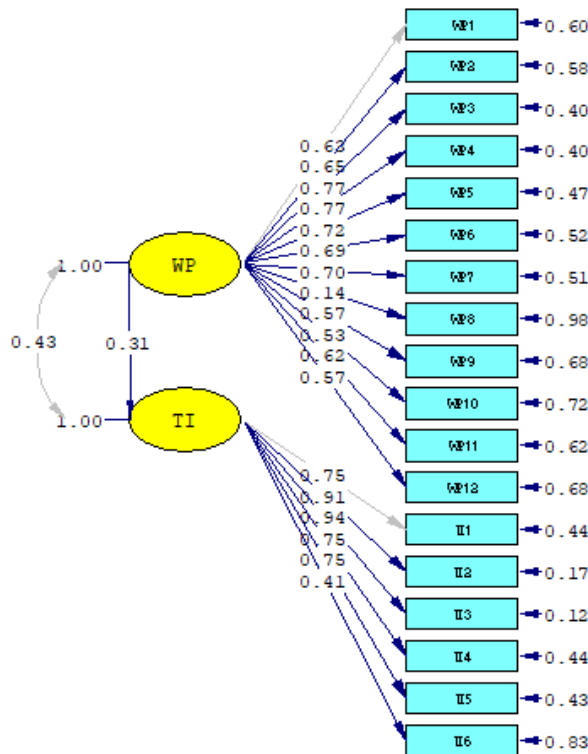 WP1 0.60
WP2 0.58
WP3 0.40
WP4 0.40
WP5 0.47
WP6 0.52
WP7 0.51
WP8 0.98
WP9 0.68
WP10 0.72
WP11 0.62
WP12 0.68
TI1 0.44
TI2 0.17
TI3 0.12
TI4 0.44
TI5 0.43
TI6 0.83
0.63
0.65
0.77
0.77
0.72
0.69
0.70
0.14
0.57
0.53
0.62
0.57
1.00 WP
0.43 0.31
1.00 TI
0.75
0.91
0.94
0.75
0.75
0.41